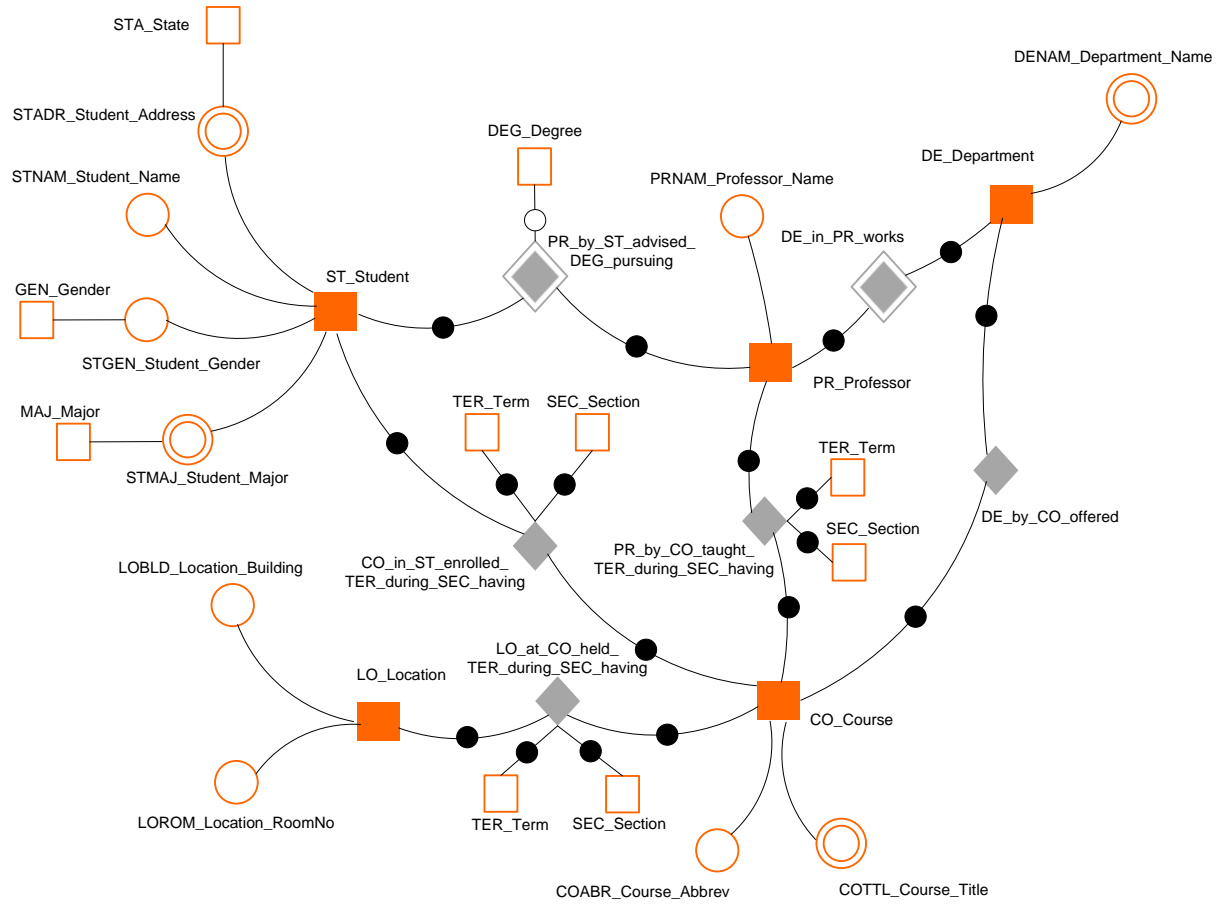 STA_State
DENAM_Department_Name
STADR_Student_Address
DEG_Degree
DE_Department
STNAM_Student_Name
PRNAM_Professor_Name
PR_by_ST_advised_
DEG_pursuing
DE_in_PR_works
ST_Student
GEN_Gender
STGEN_Student_Gender
PR_Professor
MAJ_Major
TER_Term
SEC_Section
TER_Term
STMAJ_Student_Major
DE_by_CO_offered
SEC_Section
CO_in_ST_enrolled_
TER_during_SEC_having
PR_by_CO_taught_
TER_during_SEC_having
LOBLD_Location_Building
LO_at_CO_held_
TER_during_SEC_having
LO_Location
CO_Course
LOROM_Location_RoomNo
TER_Term
SEC_Section
COABR_Course_Abbrev
COTTL_Course_Title